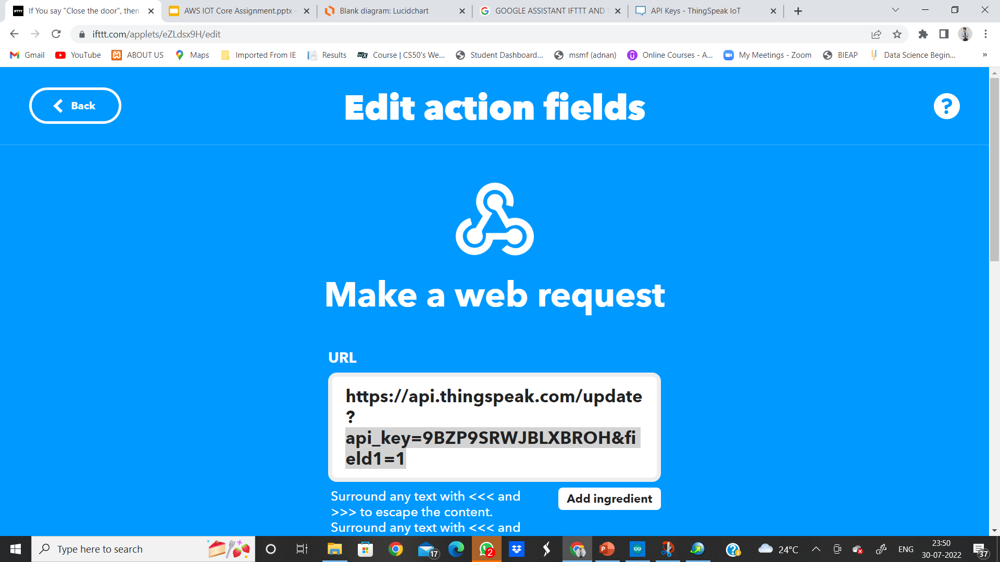 IFTTT
If You say "Close the door", then
AWS IOT Core Assignment.pptx -
Blank diagram: Lucidchart
GOOGLE ASSISTANT IFTTT AND T
API Keys - ThingSpeak IoT
ifttt.com/applets/eZLdsx9H/edit
Gmail
YouTube
ABOUT US
Maps
Imported From IE
Results
edX
Course | CS50's We...
Student Dashboard...
msmf (adnan)
Online Courses - A...
My Meetings - Zoom
BIEAP
Data Science Begin...
»
Back
Edit action fields
?
Make a web request
URL
https://api.thingspeak.com/update
?
api_key=9BZP9SRWJBLXBROH&fi
eld1=1
Surround any text with <<< and
>>> to escape the content.
Surround any text with <<< and
Add ingredient
Type here to search
17
2
24°C
ENG
23:50
30-07-2022
37